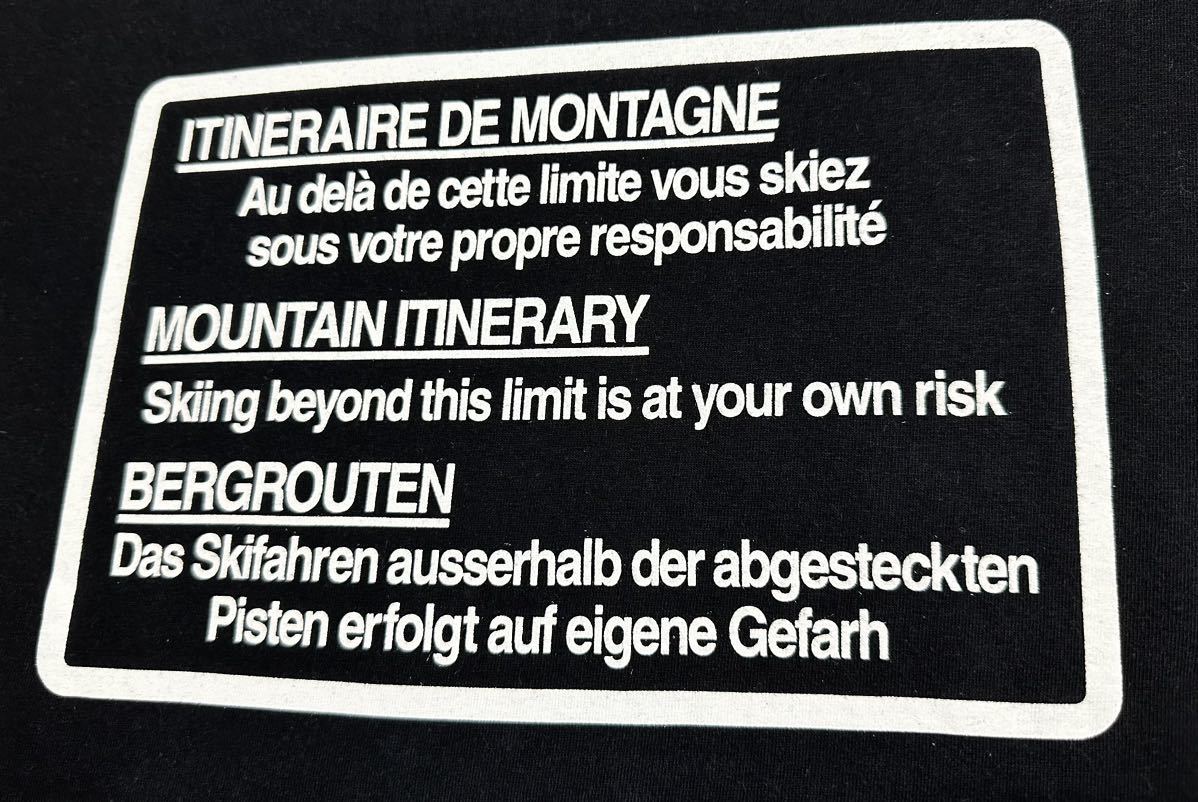 ITINERAIRE DE MONTAGNE
Au delà de cette limite vous skiez
sous votre propre responsabilité
MOUNTAIN ITINERARY
Skiing beyond this limit is at your own risk
BERGROUTEN
Das Skifahren ausserhalb der abgesteckten
Pisten erfolgt auf eigene Gefarh